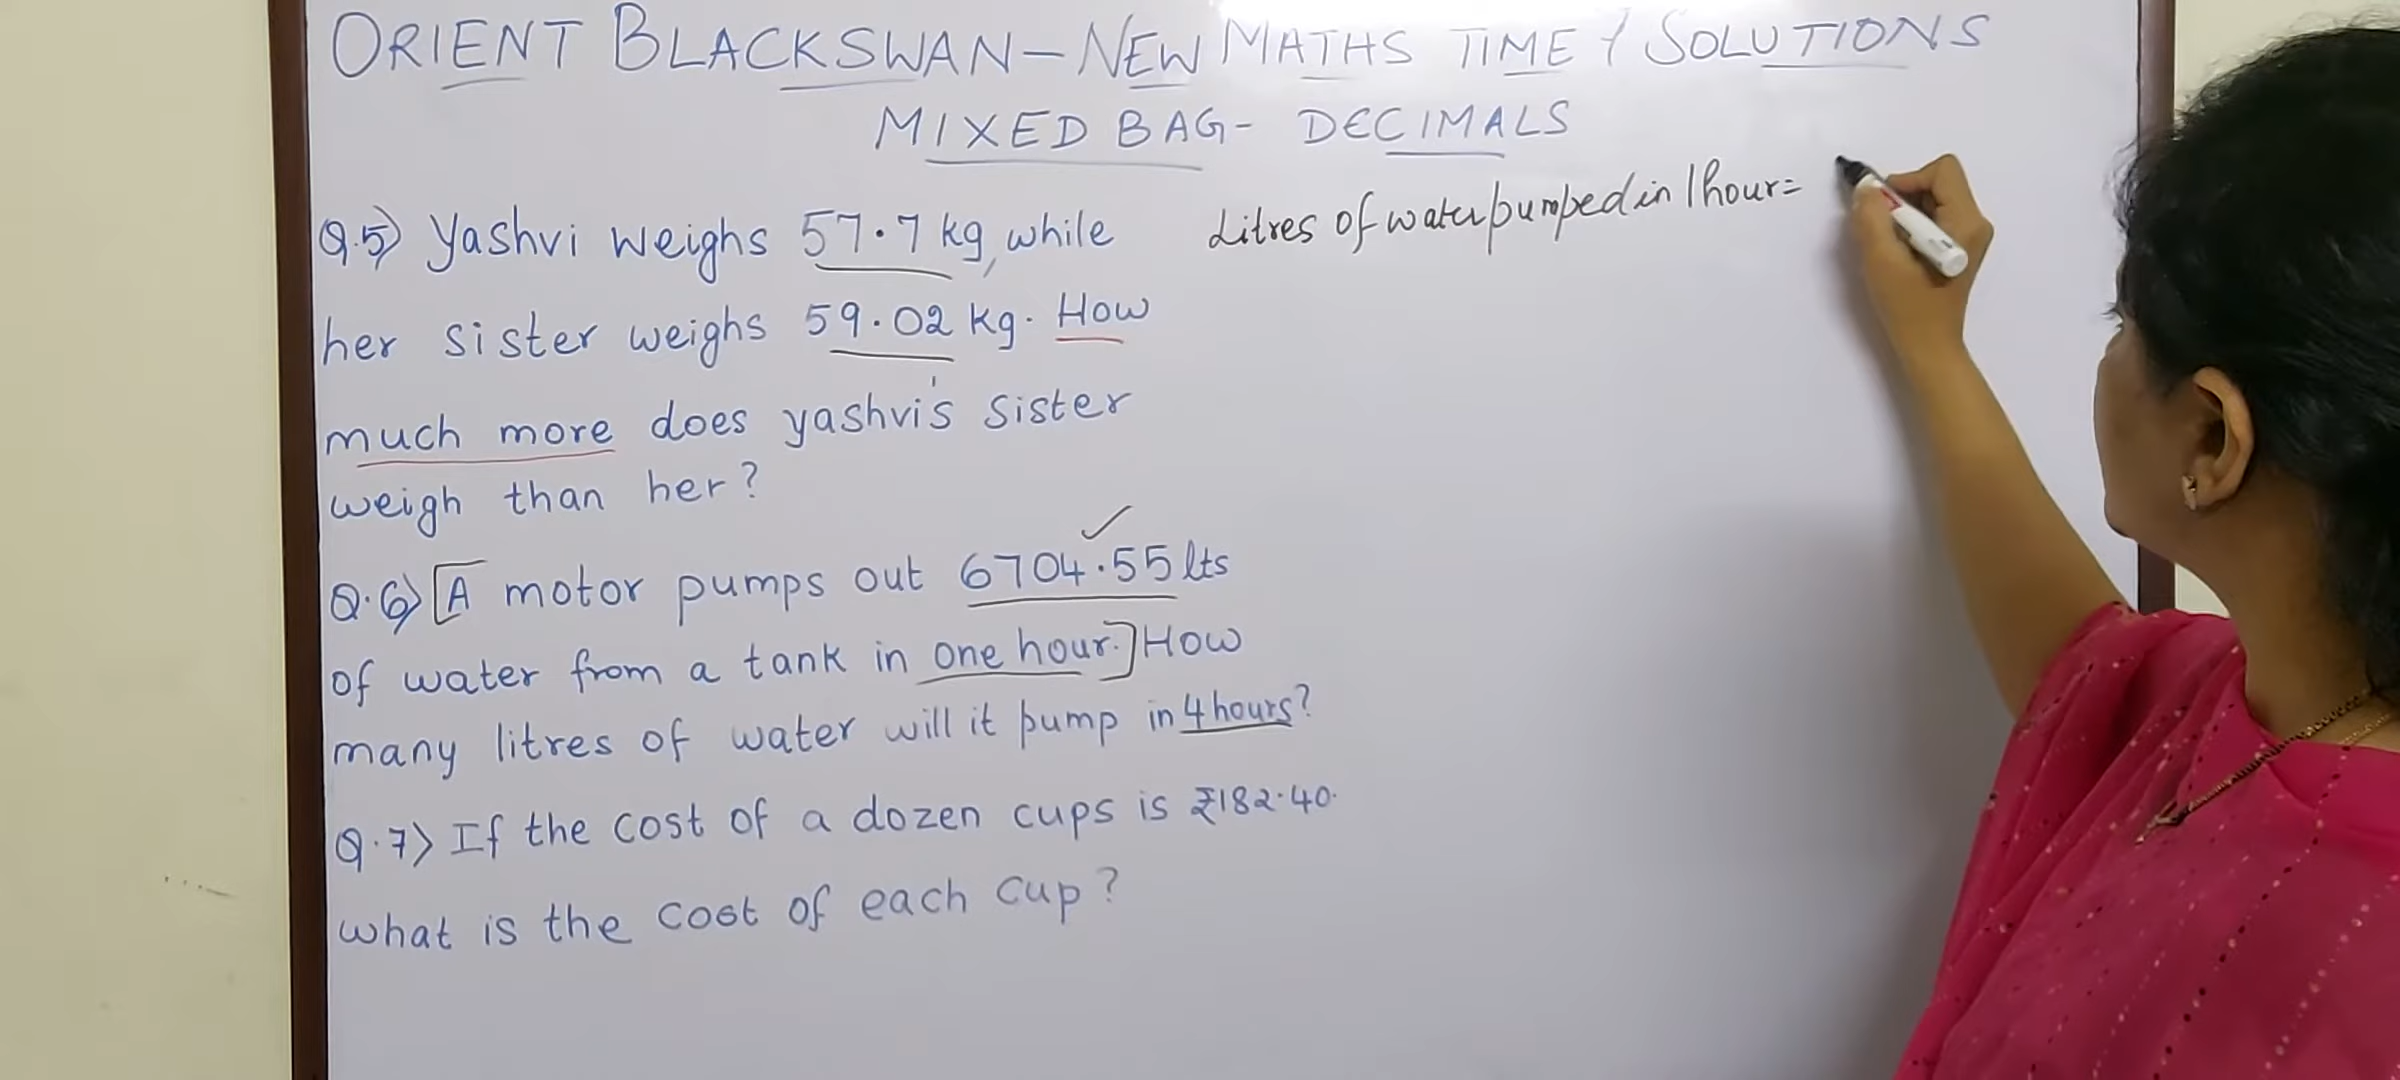 ORIENT BLACKSWAN-NEW MATHS TIME / SOLUTIONS
MIXED BAG- DECIMALS
Q.5) Yashvi weighs 57.7 kg, while
her sister weighs 59.02 kg. How
much more does yashvi's sister
weigh than her?
Q.6) [A motor pumps out 6704.55 lts
of water from a tank in one hour.] How
many litres of water will it pump in 4 hours?
Q.7) If the cost of a dozen cups is ₹182.40.
what is the cost of each cup?
Litres of water pumped in 1 hour=